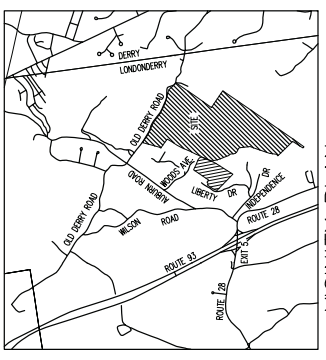 DERRY
LONDONDERRY
OLD DERRY ROAD
SITE
WOODS AVE.
AUBURN ROAD
LIBERTY DR
INDEPENDENCE DR
OLD DERRY ROAD
WILSON ROAD
ROUTE 28
ROUTE 93
EXIT 5
ROUTE 28